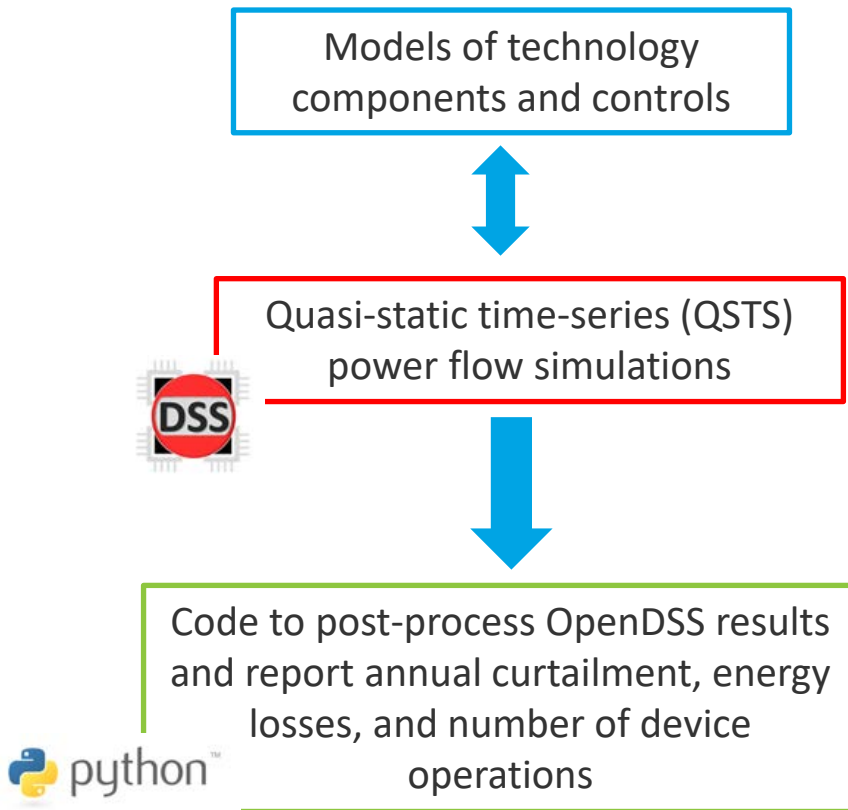 Models of technology
components and controls
Quasi-static time-series (QSTS)
power flow simulations
DSS
Code to post-process OpenDSS results
and report annual curtailment, energy
losses, and number of device
operations
python™